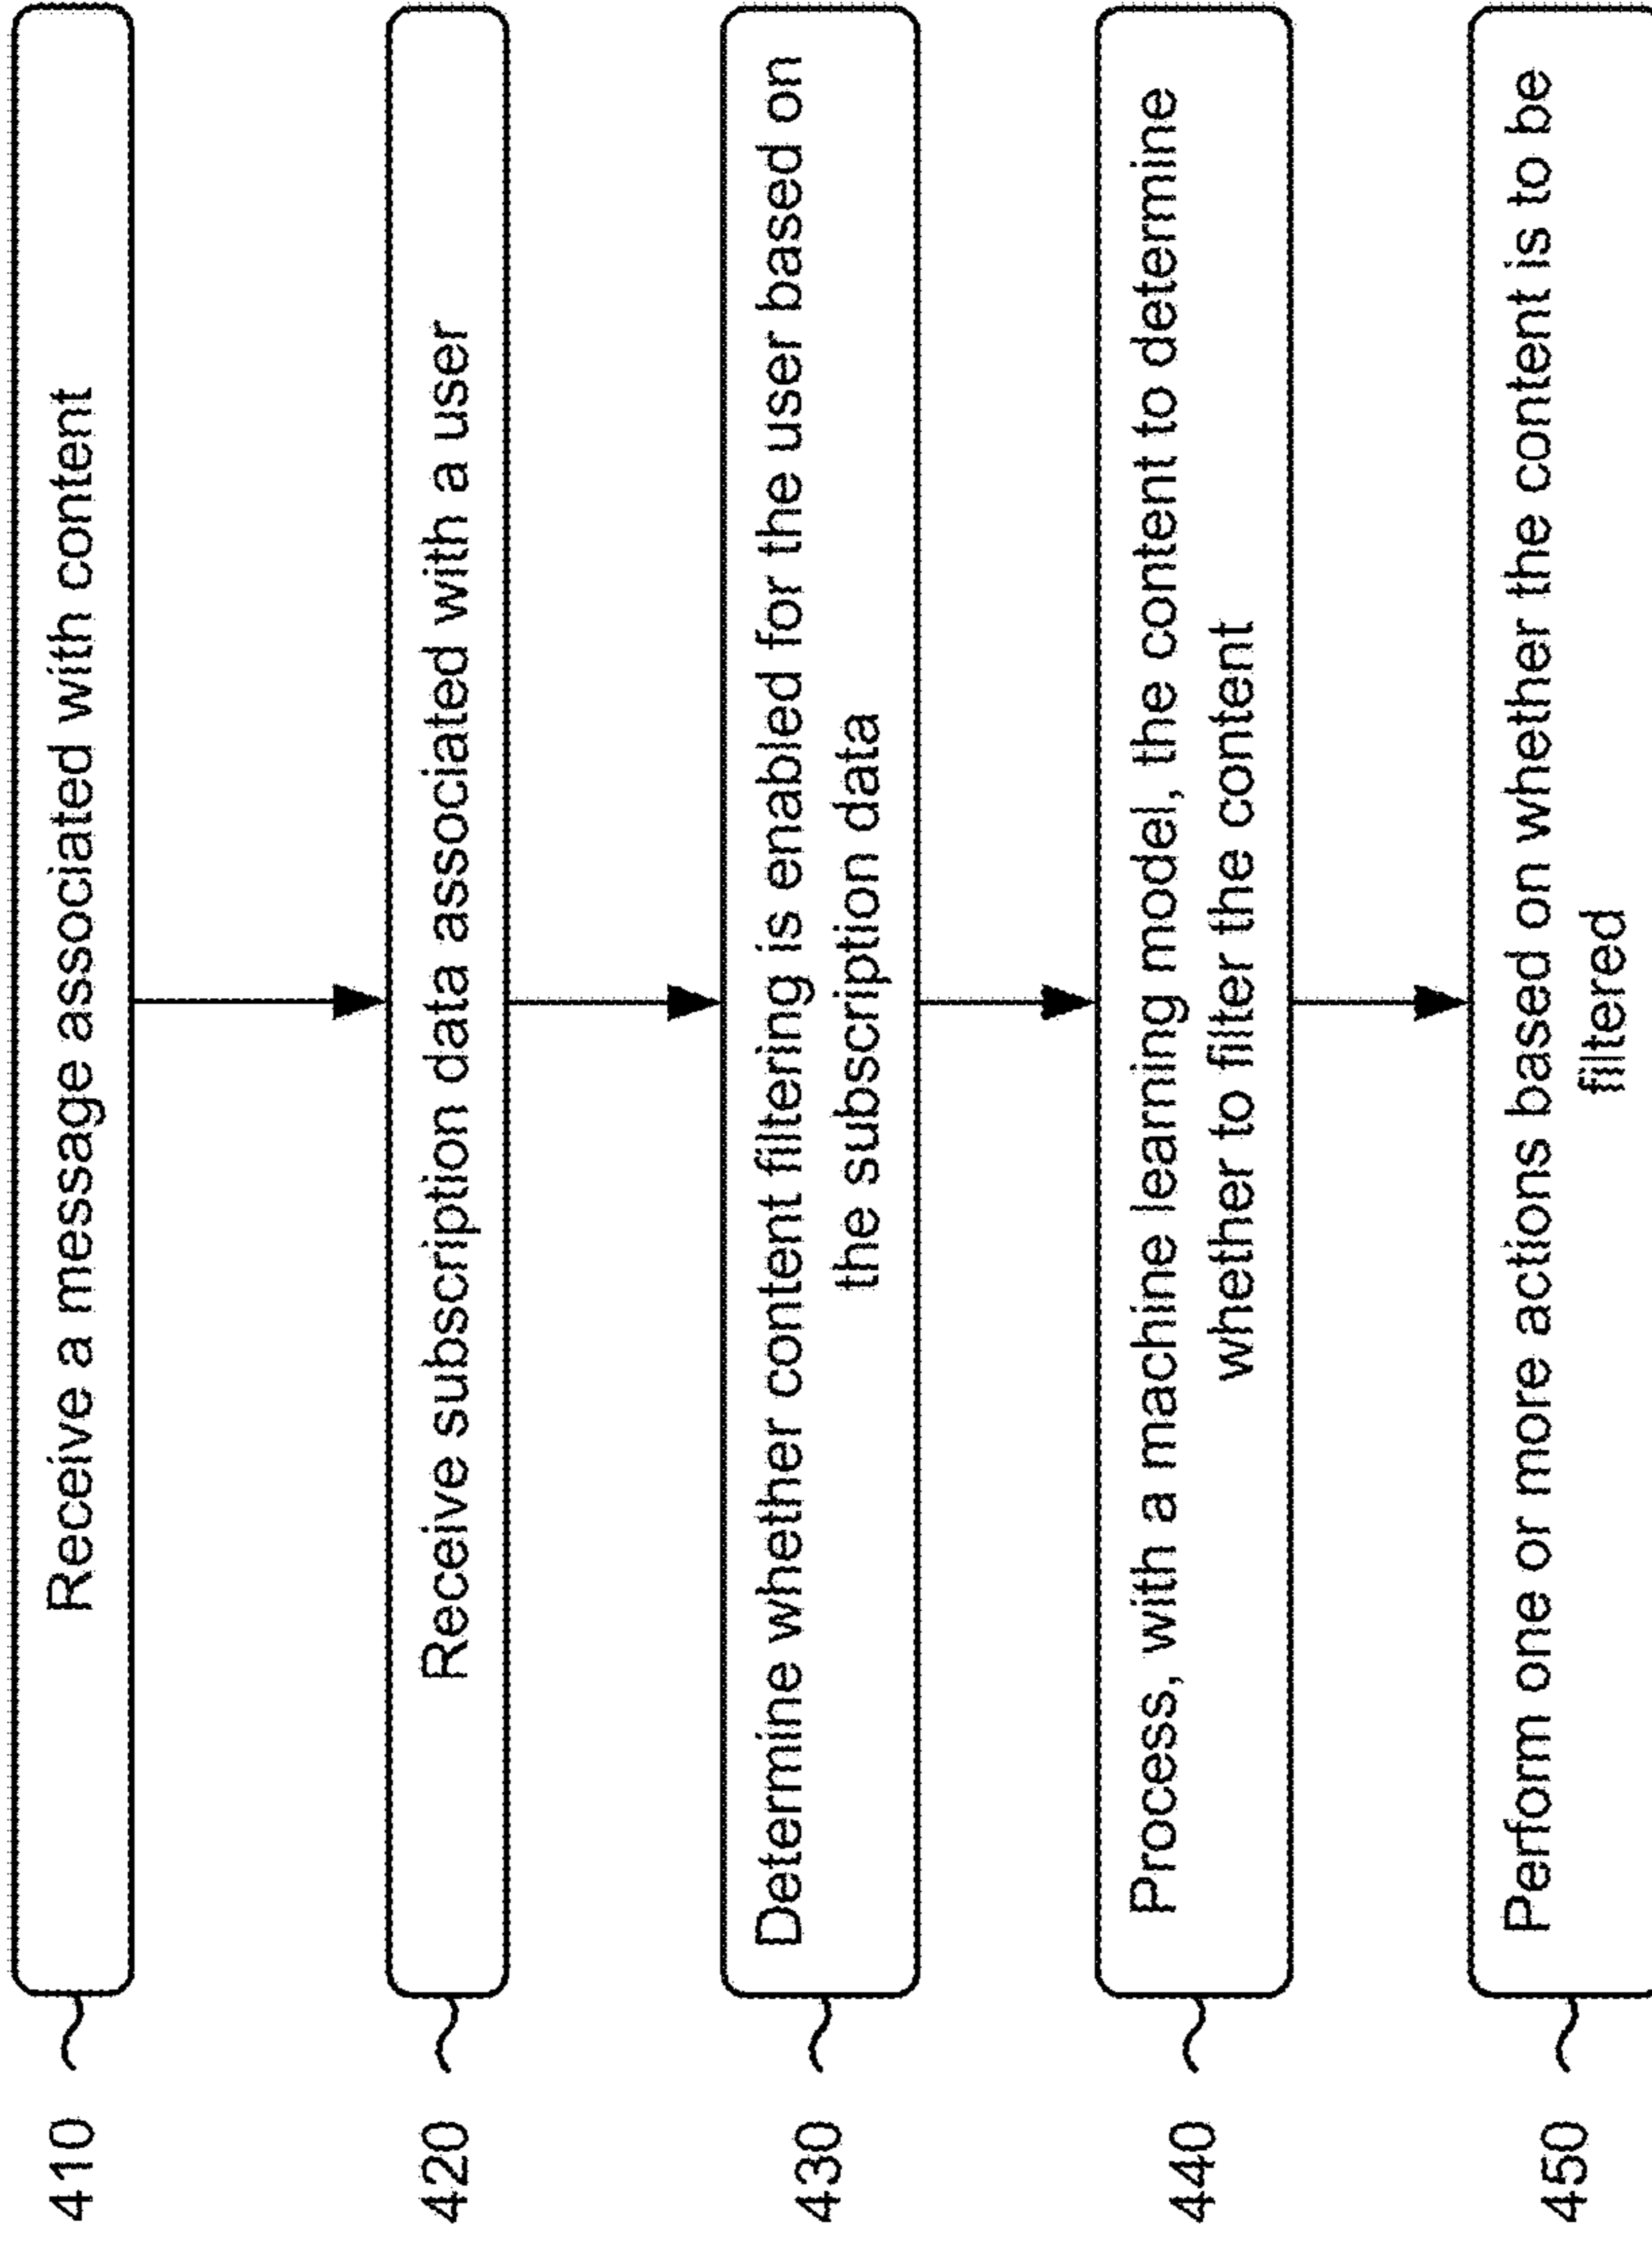 410 Receive a message associated with content
420 Receive subscription data associated with a user
430 Determine whether content filtering is enabled for the user based on
the subscription data
440 Process, with a machine learning model, the content to determine
whether to filter the content
450 Perform one or more actions based on whether the content is to be
filtered